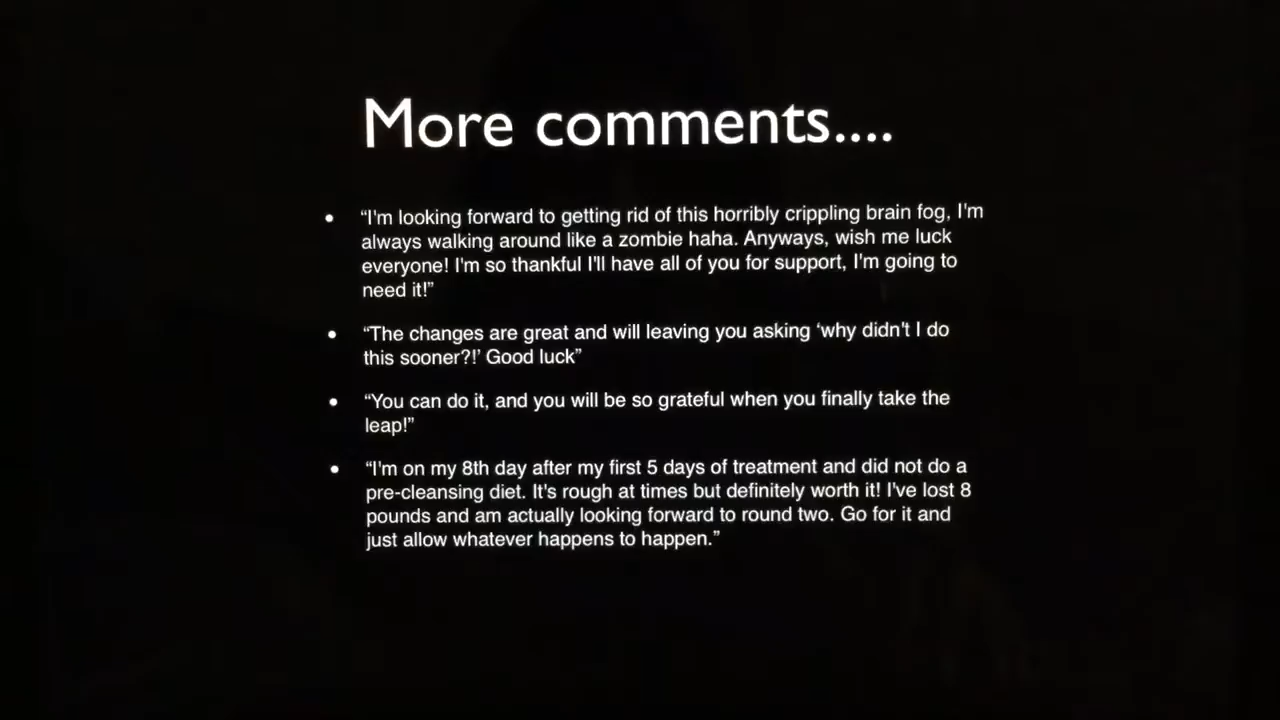 More comments....
• “I'm looking forward to getting rid of this horribly crippling brain fog, I'm
always walking around like a zombie haha. Anyways, wish me luck
everyone! I'm so thankful I'll have all of you for support, I'm going to
need it!”
• “The changes are great and will leaving you asking ‘why didn't I do
this sooner?!’ Good luck”
• “You can do it, and you will be so grateful when you finally take the
leap!”
• “I'm on my 8th day after my first 5 days of treatment and did not do a
pre-cleansing diet. It's rough at times but definitely worth it! I've lost 8
pounds and am actually looking forward to round two. Go for it and
just allow whatever happens to happen.”